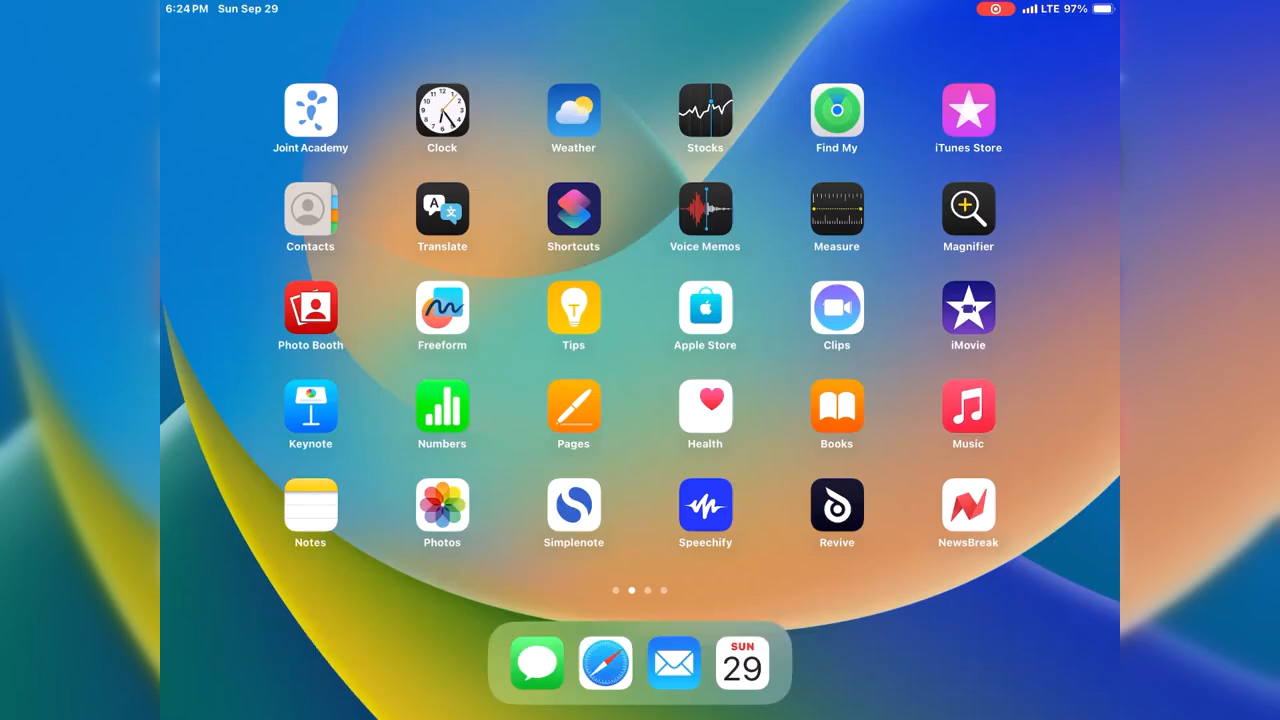 6:24 PM Sun Sep 29 LTE 97%
Joint Academy Clock Weather Stocks Find My iTunes Store
Contacts Translate Shortcuts Voice Memos Measure Magnifier
Photo Booth Freeform Tips Apple Store Clips iMovie
Keynote Numbers Pages Health Books Music
Notes Photos Simplenote Speechify Revive NewsBreak
SUN
29